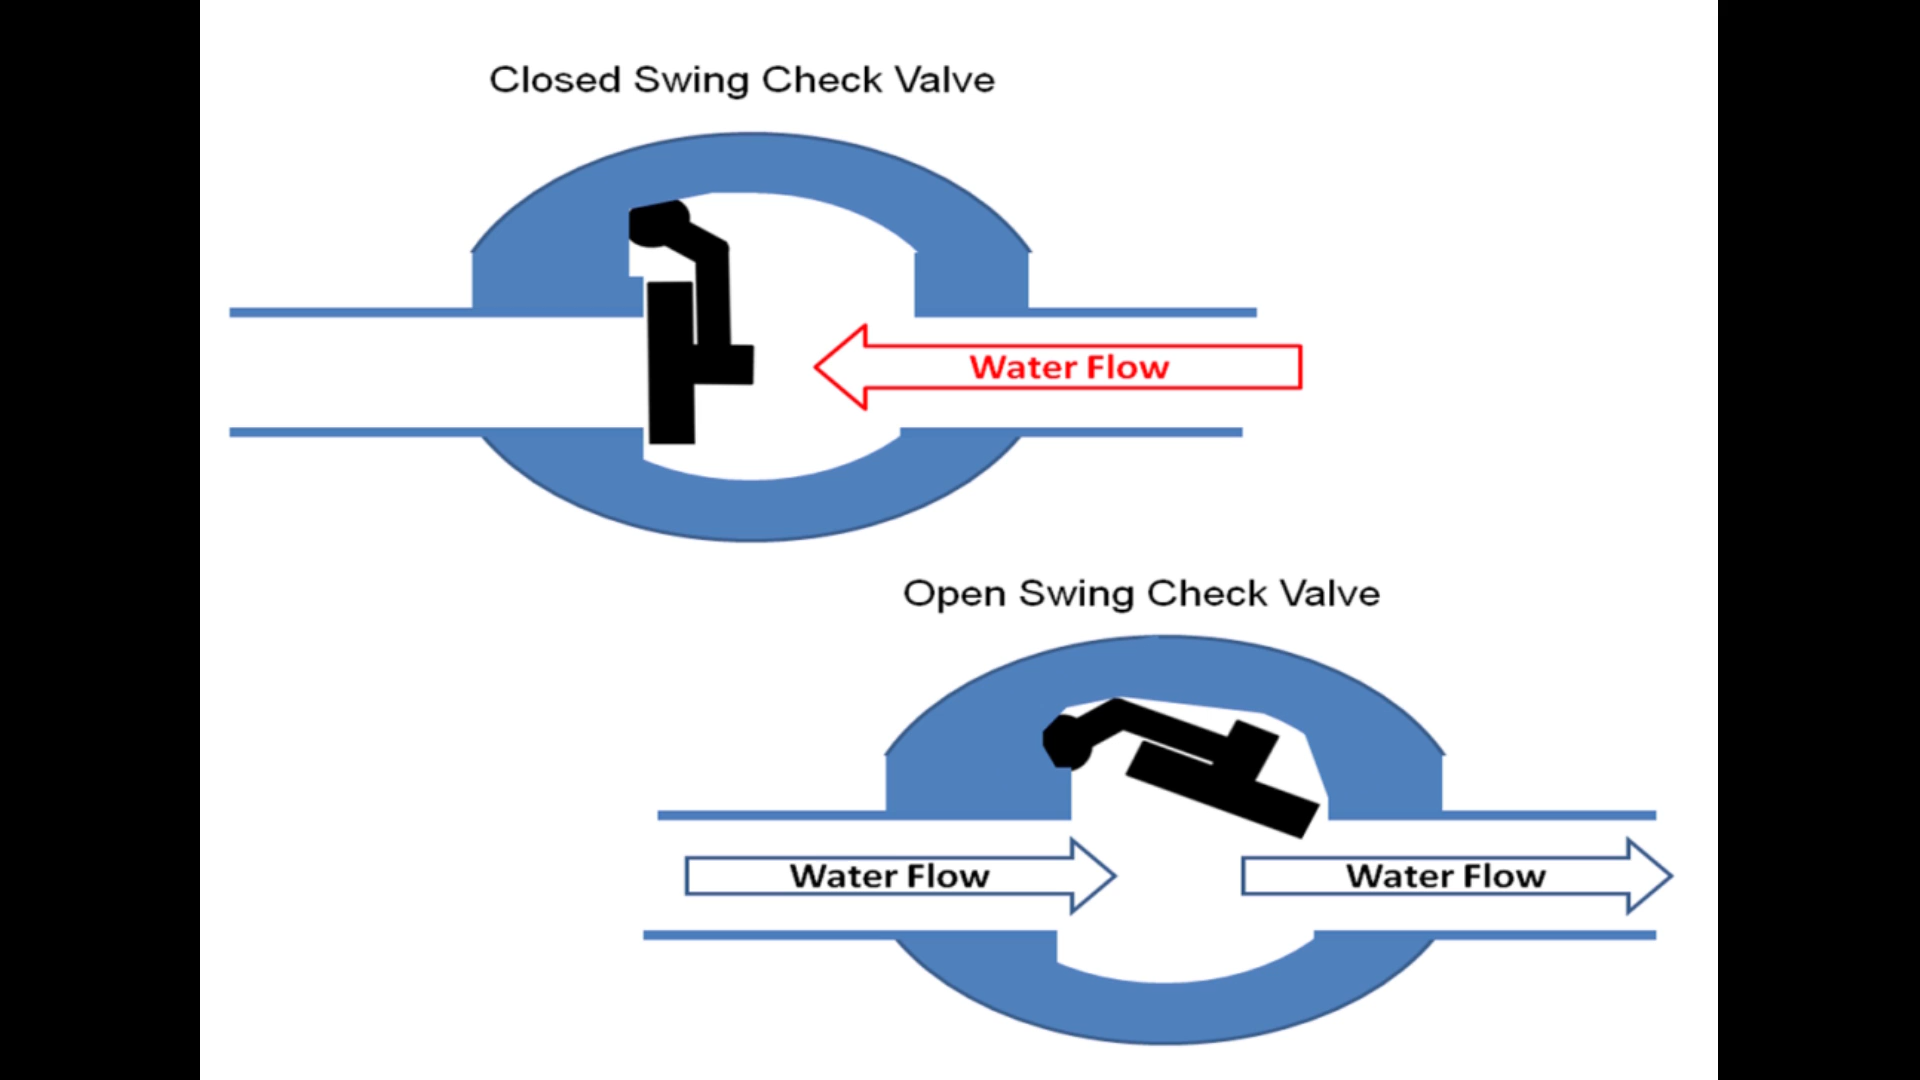 Closed Swing Check Valve
Water Flow
Open Swing Check Valve
Water Flow
Water Flow